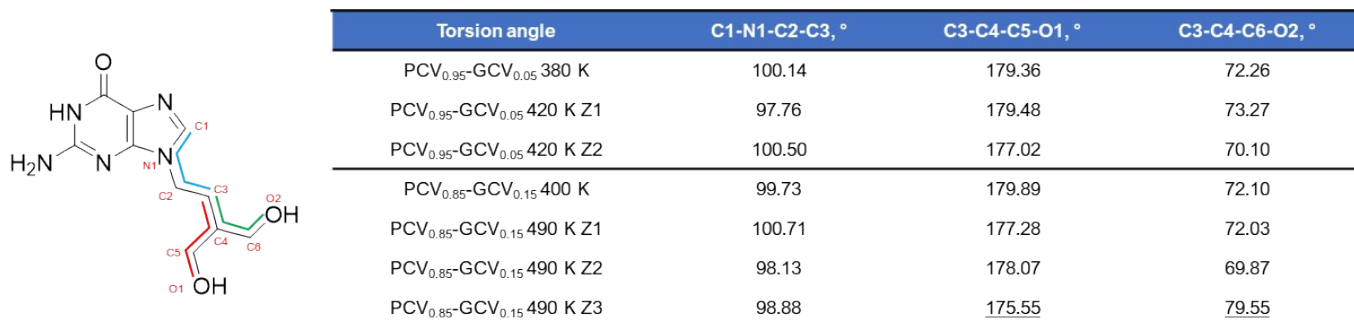 O
HN
N
C1
H₂N
N
N
N1
C2
C3
O2
OH
C4
C6
C5
O1
OH
Torsion angle C1-N1-C2-C3, ° C3-C4-C5-O1, ° C3-C4-C6-O2, °
PCV₀.₉₅-GCV₀.₀₅ 380 K 100.14 179.36 72.26
PCV₀.₉₅-GCV₀.₀₅ 420 K Z1 97.76 179.48 73.27
PCV₀.₉₅-GCV₀.₀₅ 420 K Z2 100.50 177.02 70.10
PCV₀.₈₅-GCV₀.₁₅ 400 K 99.73 179.89 72.10
PCV₀.₈₅-GCV₀.₁₅ 490 K Z1 100.71 177.28 72.03
PCV₀.₈₅-GCV₀.₁₅ 490 K Z2 98.13 178.07 69.87
PCV₀.₈₅-GCV₀.₁₅ 490 K Z3 98.88 175.55 79.55